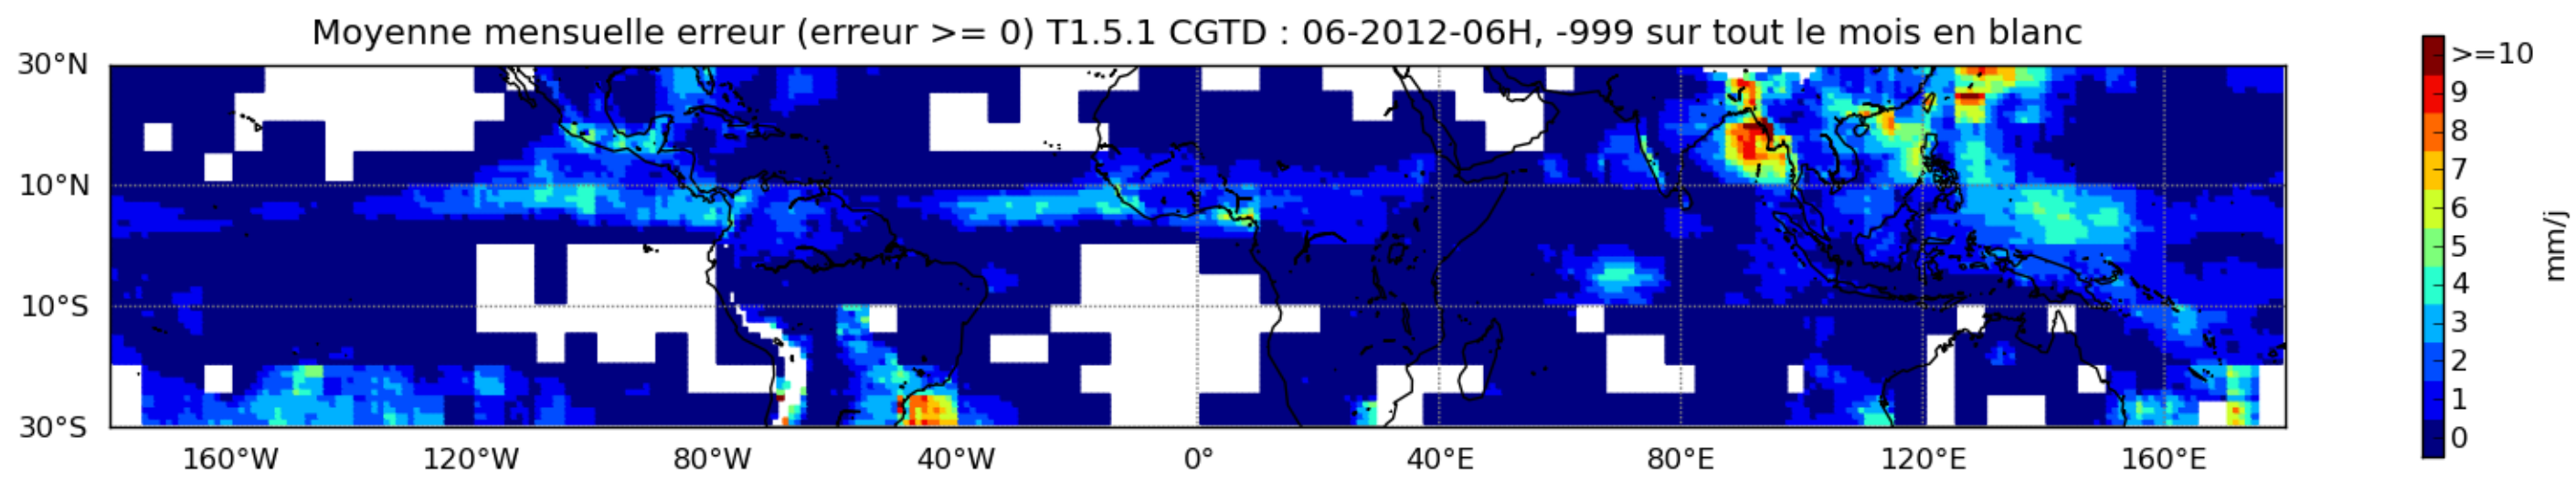 Moyenne mensuelle erreur (erreur >= 0) T1.5.1 CGTD : 06-2012-06H, -999 sur tout le mois en blanc
30°N
10°N
10°S
30°S
160°W 120°W 80°W 40°W 0° 40°E 80°E 120°E 160°E
>=10
9
8
7
6
5
4
3
2
1
0
mm/j